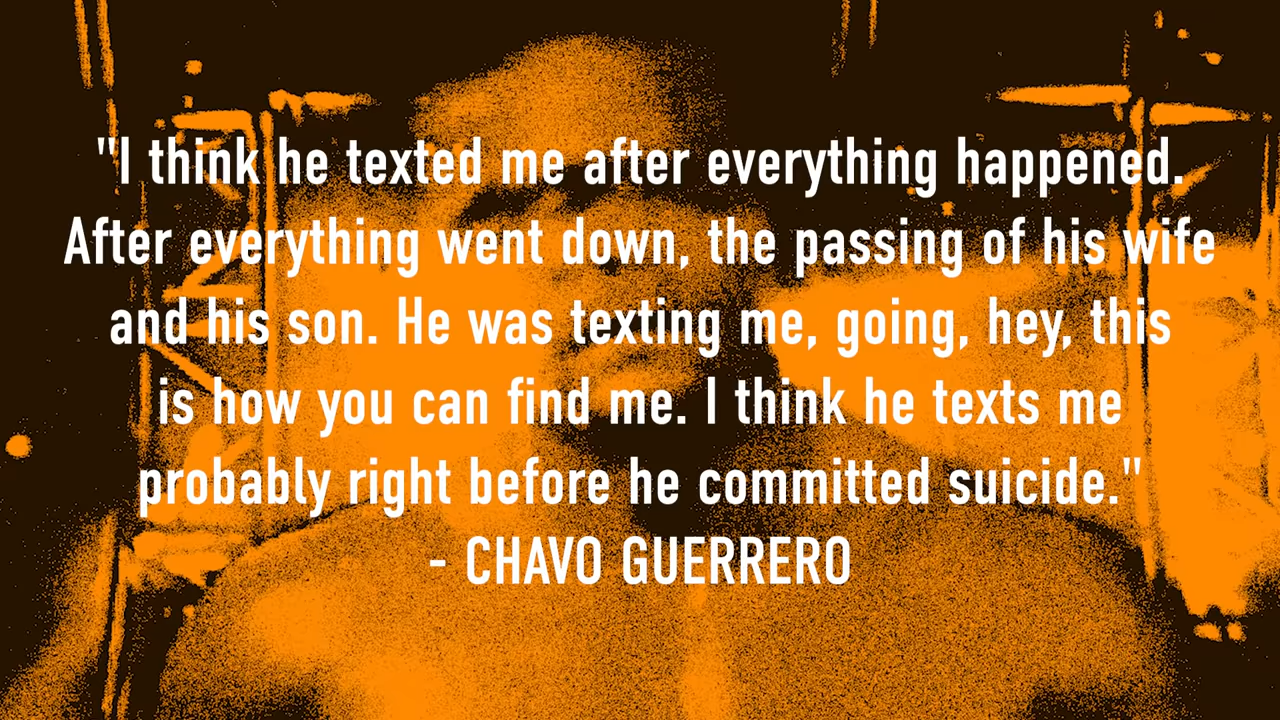 "I think he texted me after everything happened.
After everything went down, the passing of his wife
and his son. He was texting me, going, hey, this
is how you can find me. I think he texts me
probably right before he committed suicide."
- CHAVO GUERRERO